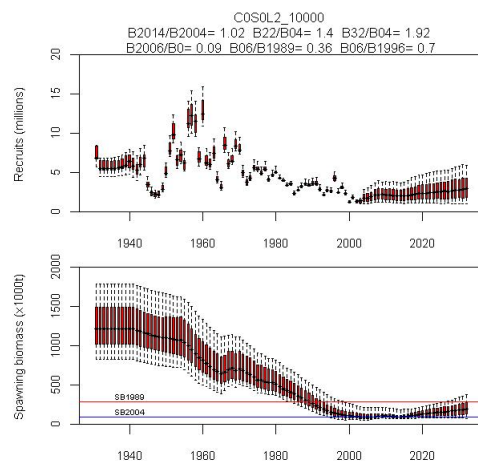 C0S0L2_10000
B2014/B2004= 1.02 B22/B04= 1.4 B32/B04= 1.92
B2006/B0= 0.09 B06/B1989= 0.36 B06/B1996= 0.7
Recruits (millions)
20
15
10
5
0
1940 1960 1980 2000 2020
Spawning biomass (x1000t)
2000
1500
1000
500
0
SB1989
SB2004
1940 1960 1980 2000 2020